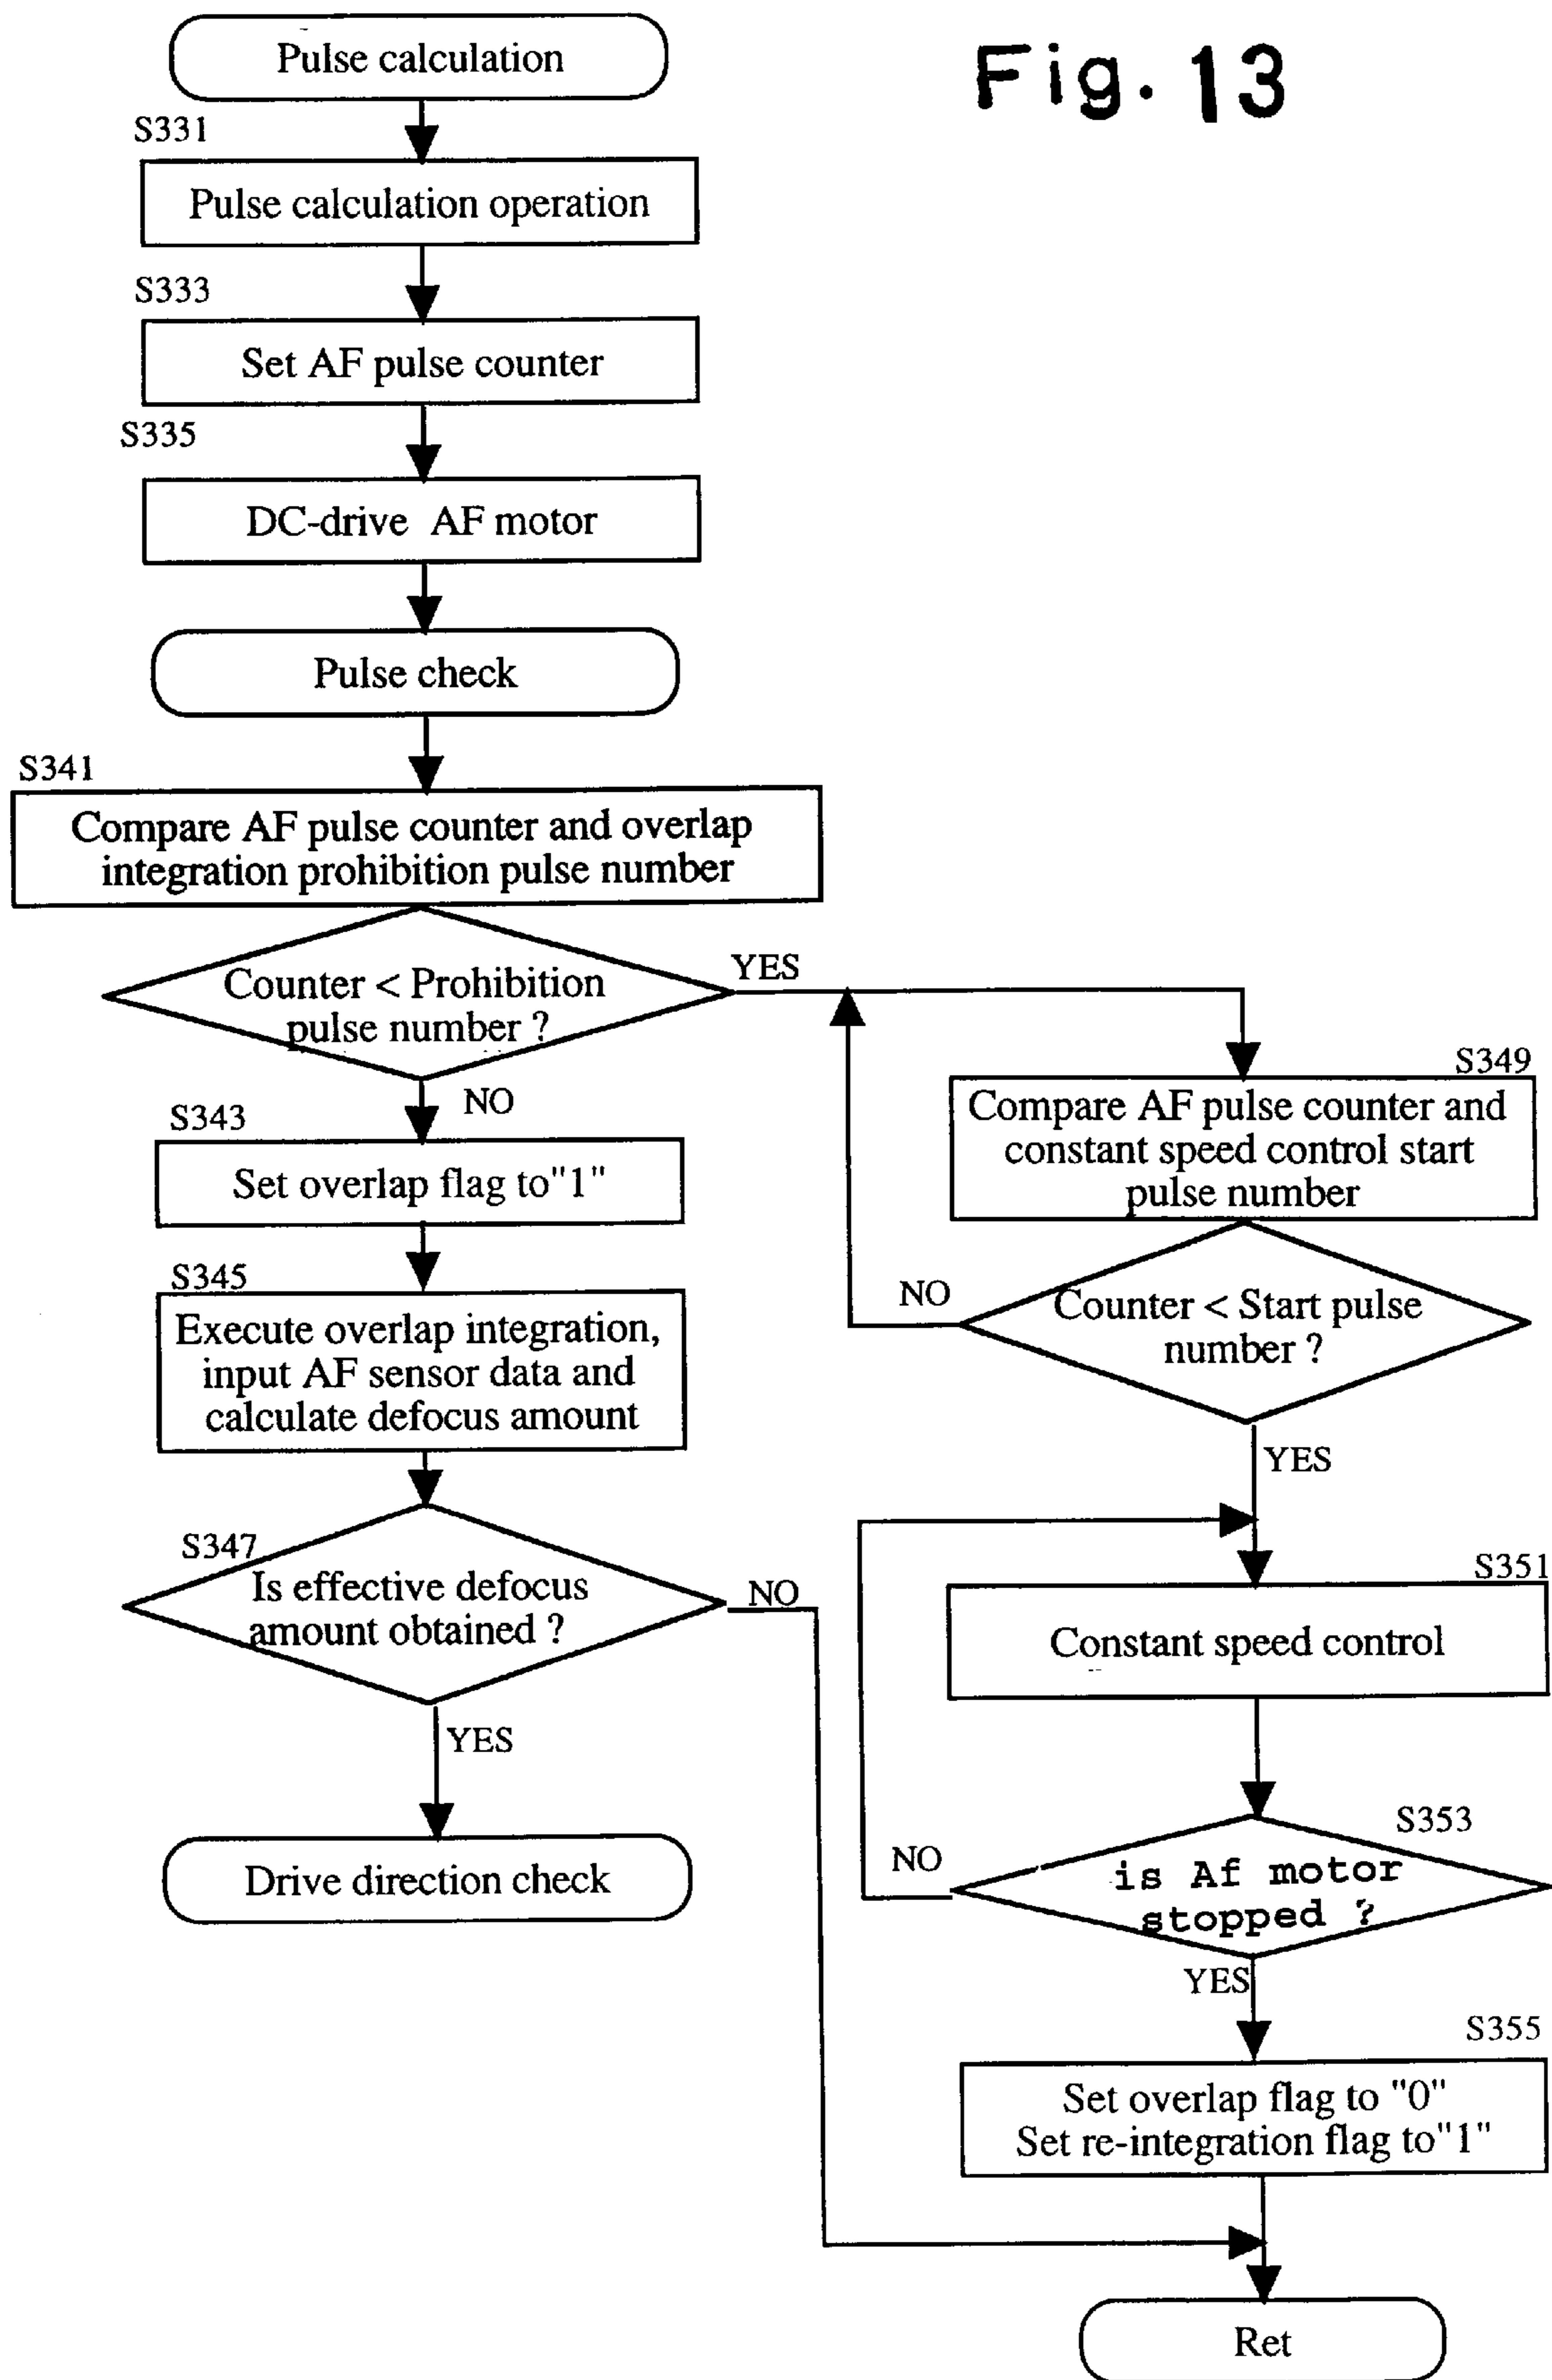 Fig. 13
Pulse calculation
S331
Pulse calculation operation
S333
Set AF pulse counter
S335
DC-drive AF motor
Pulse check
S341
Compare AF pulse counter and overlap
integration prohibition pulse number
Counter < Prohibition
pulse number ?
YES
NO
S343
Set overlap flag to"1"
S345
Execute overlap integration,
input AF sensor data and
calculate defocus amount
S347
Is effective defocus
amount obtained ?
NO
YES
Drive direction check
S349
Compare AF pulse counter and
constant speed control start
pulse number
NO
Counter < Start pulse
number ?
YES
S351
Constant speed control
S353
NO
is Af motor
stopped ?
YES
S355
Set overlap flag to "0"
Set re-integration flag to"1"
Ret